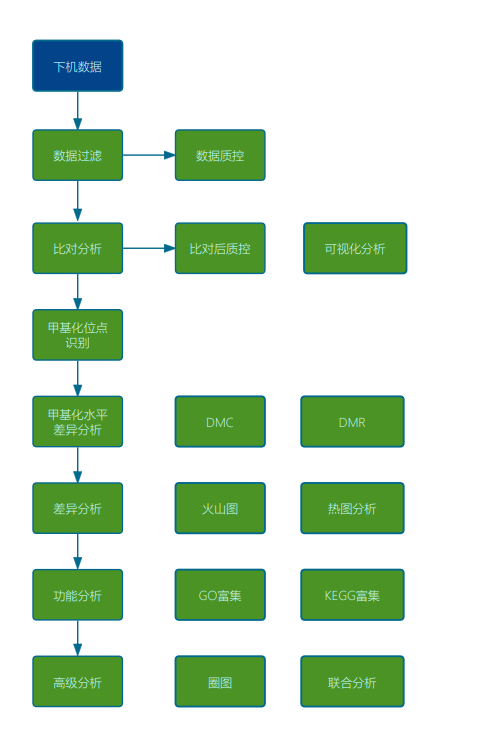 下机数据
数据过滤
数据质控
比对分析
比对后质控
可视化分析
甲基化位点
识别
甲基化水平
差异分析
DMC
DMR
差异分析
火山图
热图分析
功能分析
GO富集
KEGG富集
高级分析
圈图
联合分析